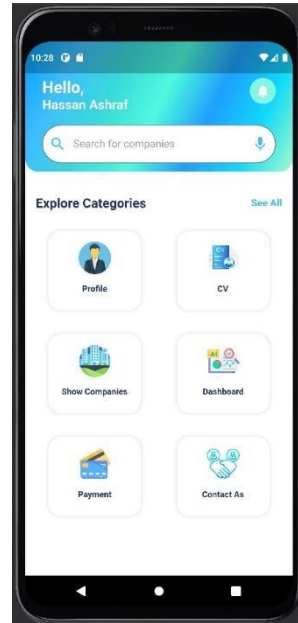 10:28
Hello,
Hassan Ashraf
Search for companies
Explore Categories See All
Profile CV
Show Companies Dashboard
Payment Contact As